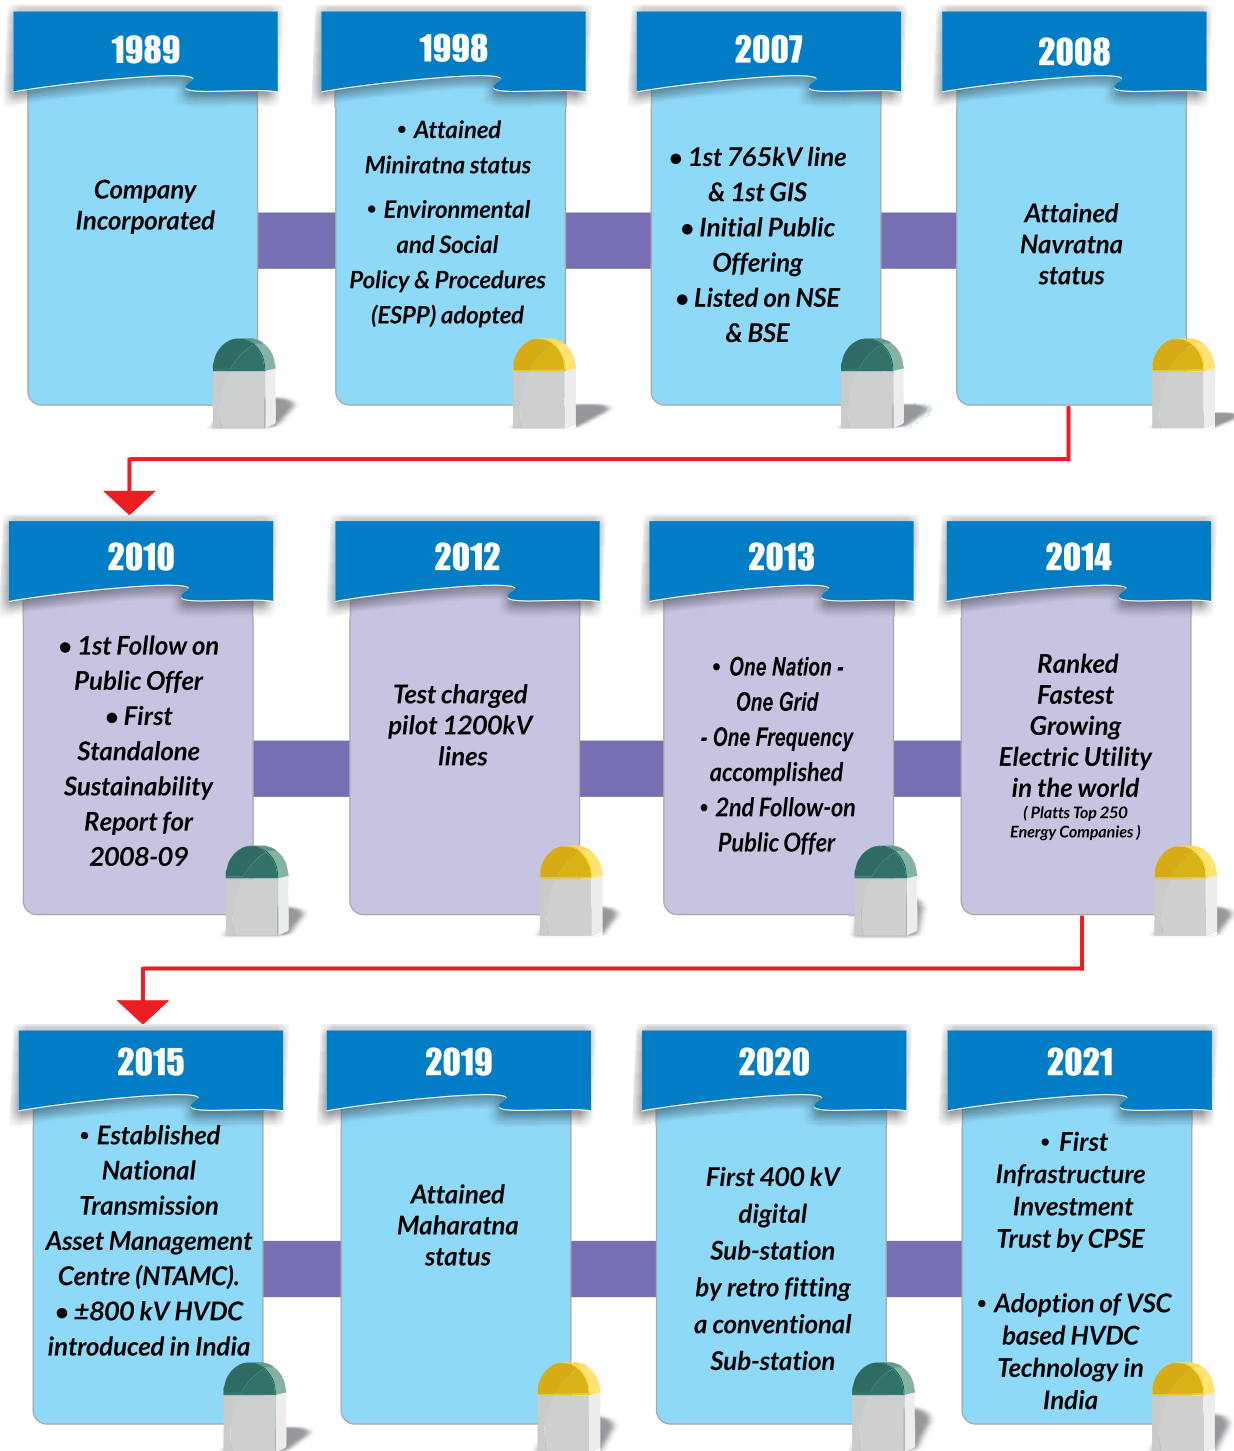 1989
Company
Incorporated
1998
• Attained
Miniratna status
• Environmental
and Social
Policy & Procedures
(ESPP) adopted
2007
● 1st 765kV line
& 1st GIS
● Initial Public
Offering
● Listed on NSE
& BSE
2008
Attained
Navratna
status
2010
● 1st Follow on
Public Offer
● First
Standalone
Sustainability
Report for
2008-09
2012
Test charged
pilot 1200kV
lines
2013
• One Nation -
One Grid
- One Frequency
accomplished
• 2nd Follow-on
Public Offer
2014
Ranked
Fastest
Growing
Electric Utility
in the world
( Platts Top 250
Energy Companies )
2015
• Established
National
Transmission
Asset Management
Centre (NTAMC).
● ±800 kV HVDC
introduced in India
2019
Attained
Maharatna
status
2020
First 400 kV
digital
Sub-station
by retro fitting
a conventional
Sub-station
2021
• First
Infrastructure
Investment
Trust by CPSE
• Adoption of VSC
based HVDC
Technology in
India